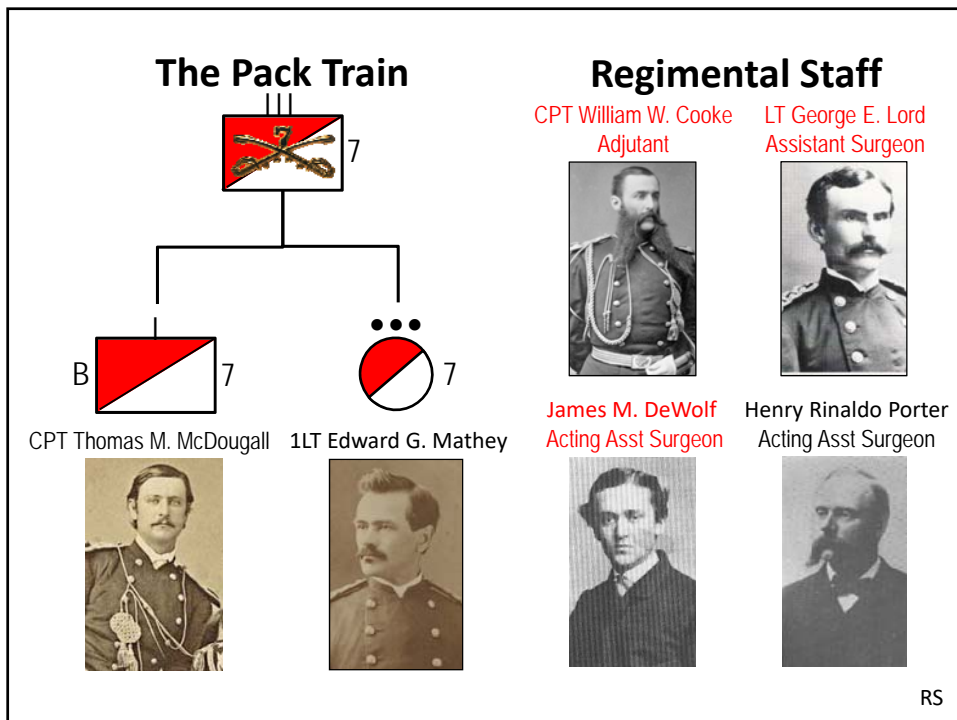 The Pack Train
7
7
B
7
7
CPT Thomas M. McDougall
1LT Edward G. Mathey
Regimental Staff
CPT William W. Cooke
Adjutant
LT George E. Lord
Assistant Surgeon
James M. DeWolf
Acting Asst Surgeon
Henry Rinaldo Porter
Acting Asst Surgeon
RS